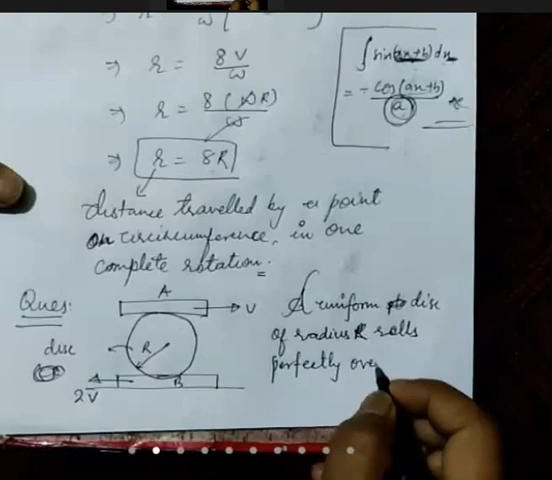 ⇒ r = 8V/ω
⇒ r = 8(ωR)/ω
⇒ r = 8R
∫ sin(ax+b) dx
= - cos(ax+b)/a *
distance travelled by a point
on circumference, in one
complete rotation.
Ques:
A
V
disc
R
B
2V
A uniform disc
of radius R rolls
perfectly ove